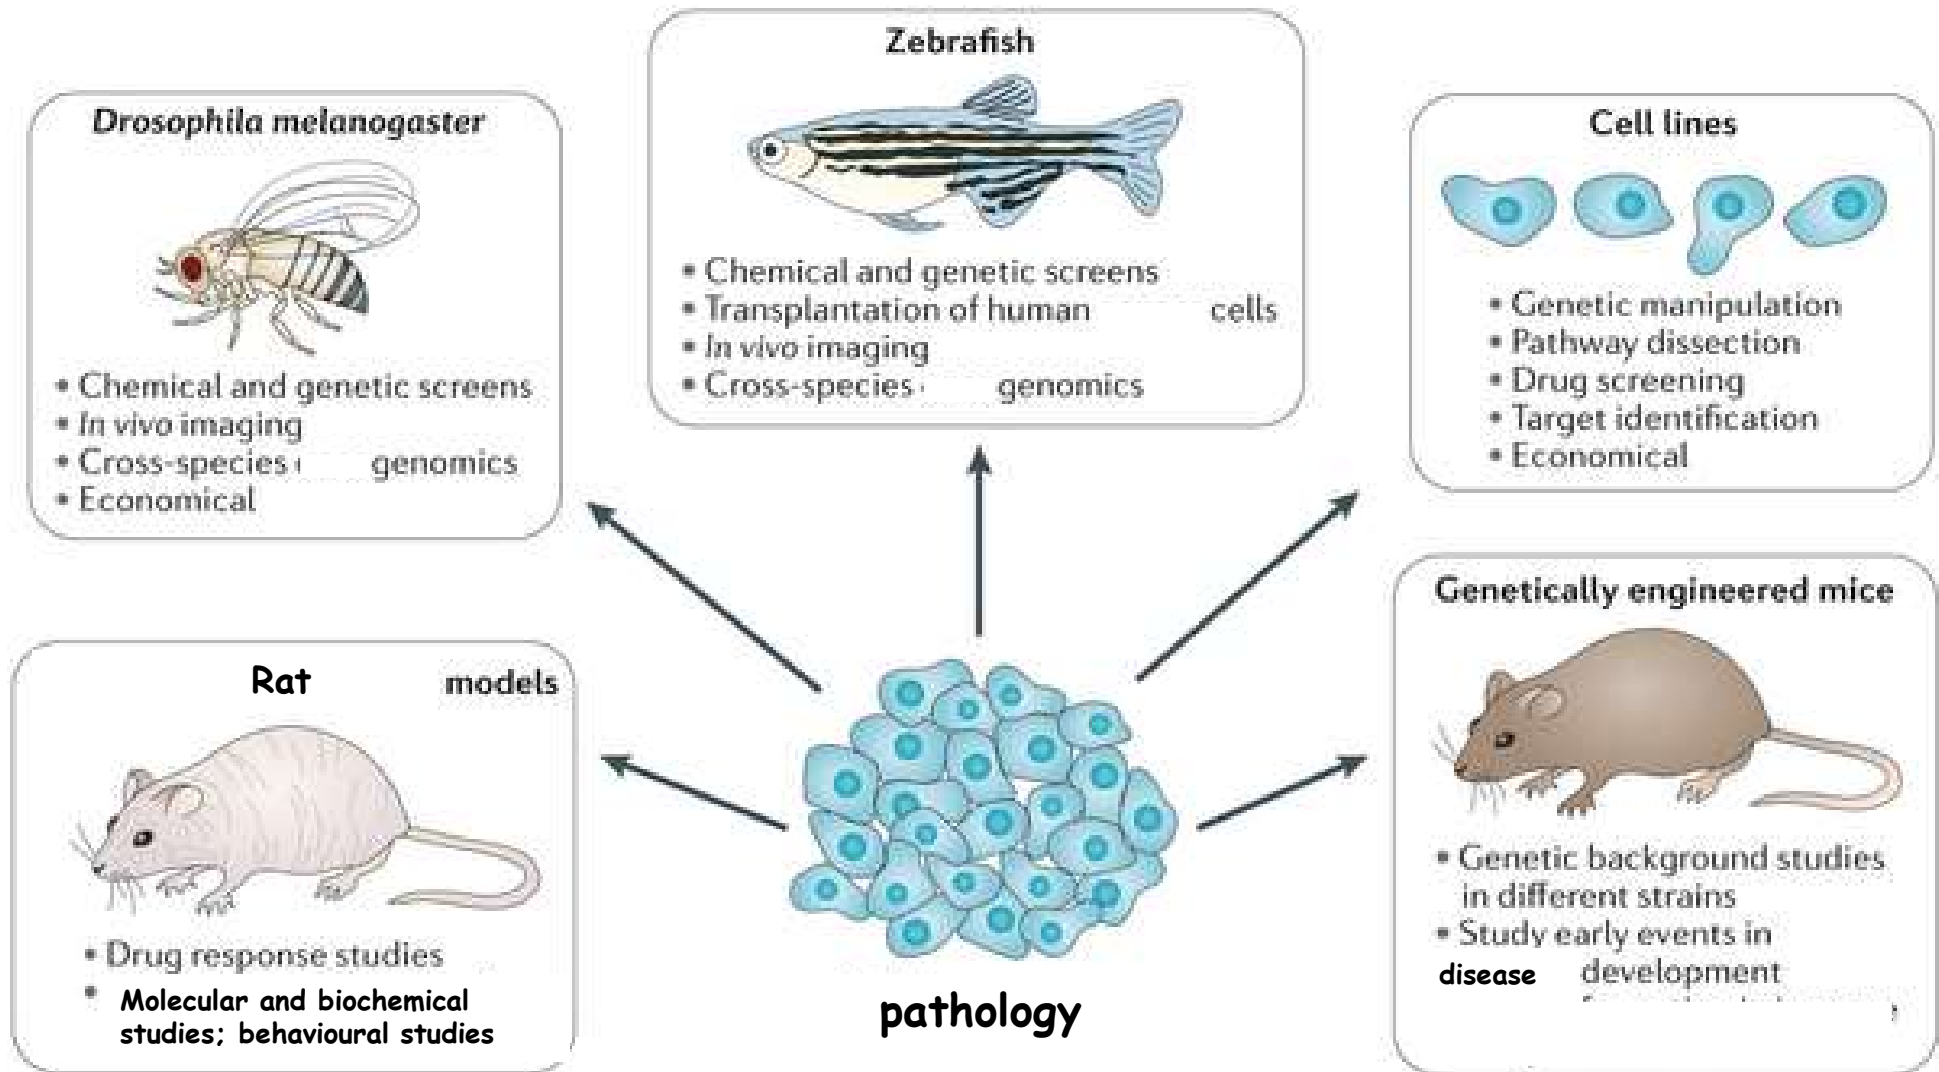 Zebrafish
• Chemical and genetic screens
• Transplantation of human cells
• In vivo imaging
• Cross-species genomics
Drosophila melanogaster
• Chemical and genetic screens
• In vivo imaging
• Cross-species genomics
• Economical
Cell lines
• Genetic manipulation
• Pathway dissection
• Drug screening
• Target identification
• Economical
Rat models
• Drug response studies
• Molecular and biochemical
studies; behavioural studies
pathology
Genetically engineered mice
• Genetic background studies
in different strains
• Study early events in
disease development